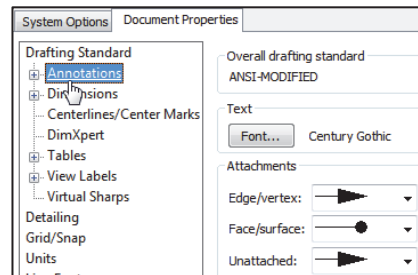 System Options Document Properties
Drafting Standard
Annotations
Dimensions
Centerlines/Center Marks
DimXpert
Tables
View Labels
Virtual Sharps
Detailing
Grid/Snap
Units
Overall drafting standard
ANSI-MODIFIED
Text
Font... Century Gothic
Attachments
Edge/vertex:
Face/surface:
Unattached: